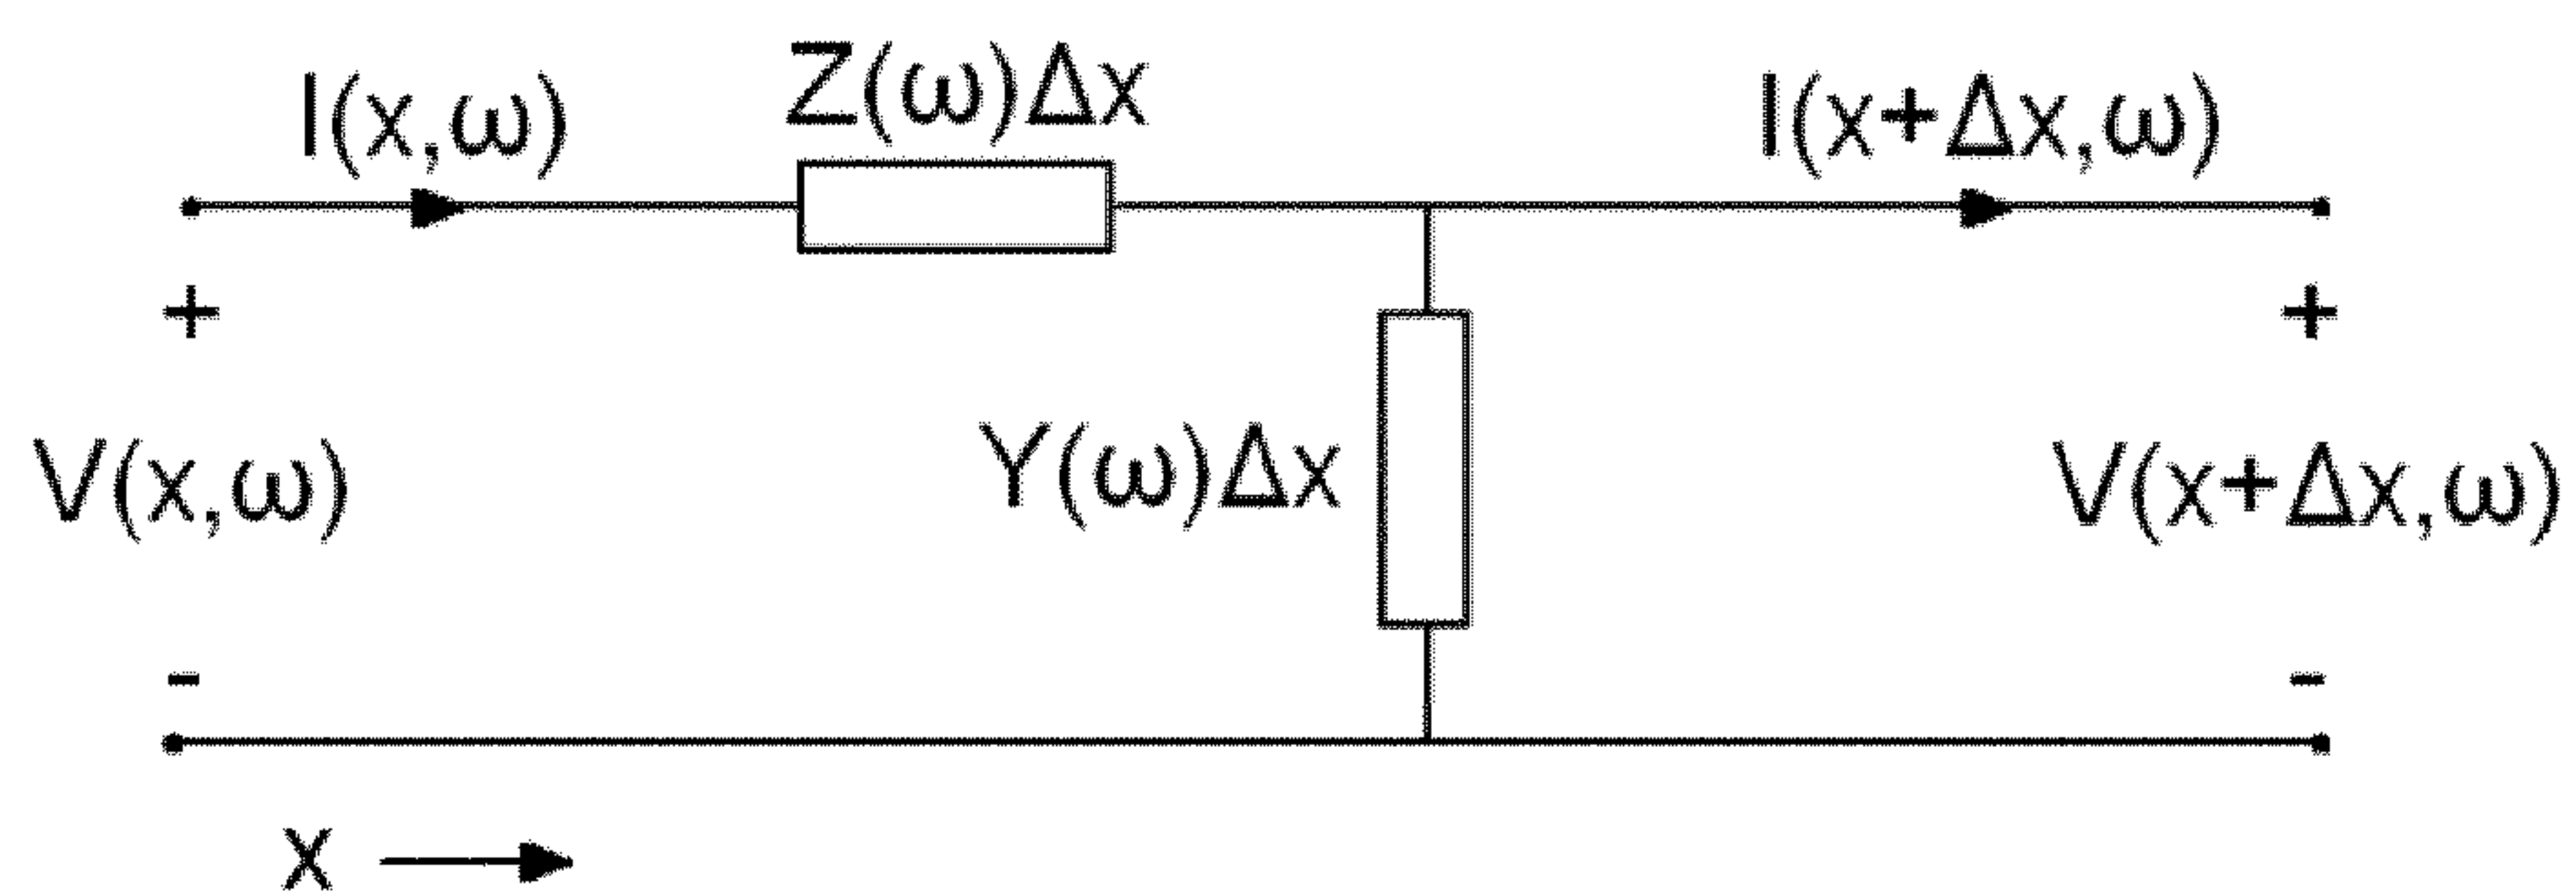 I(x,ω)
Z(ω)Δx
I(x+Δx,ω)
+
+
V(x,ω)
Y(ω)Δx
V(x+Δx,ω)
-
-
x